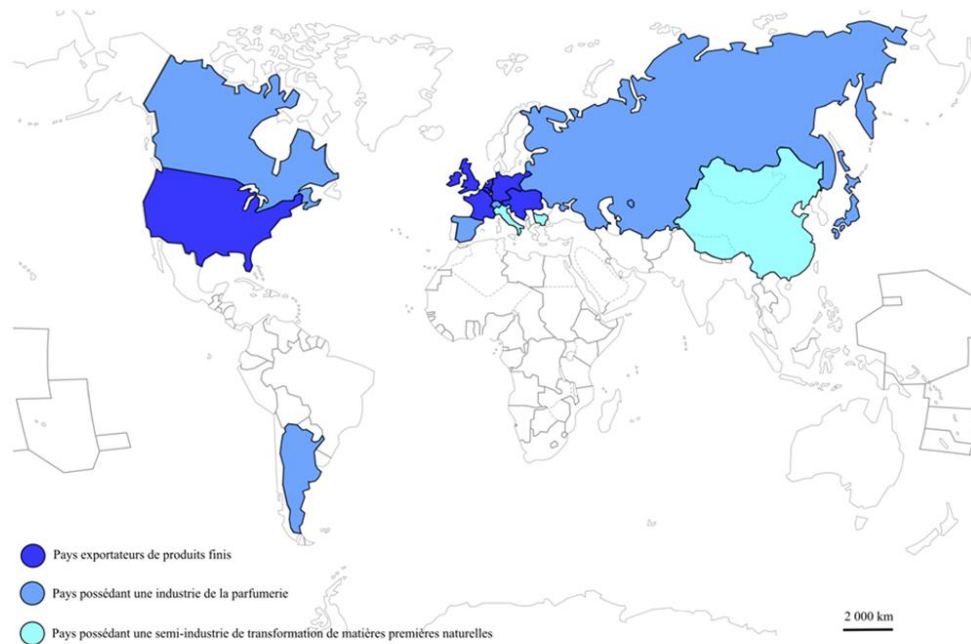 Pays exportateurs de produits finis
Pays possédant une industrie de la parfumerie
2 000 km
Pays possédant une semi-industrie de transformation de matières premières naturelles